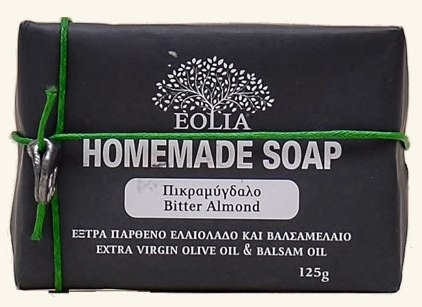 EOLIA
HOMEMADE SOAP
Πικραμύγδαλο
Bitter Almond
ΕΞΤΡΑ ΠΑΡΘΕΝΟ ΕΛΑΙΟΛΑΔΟ ΚΑΙ ΒΑΛΣΑΜΕΛΑΙΟ
EXTRA VIRGIN OLIVE OIL & BALSAM OIL
125g